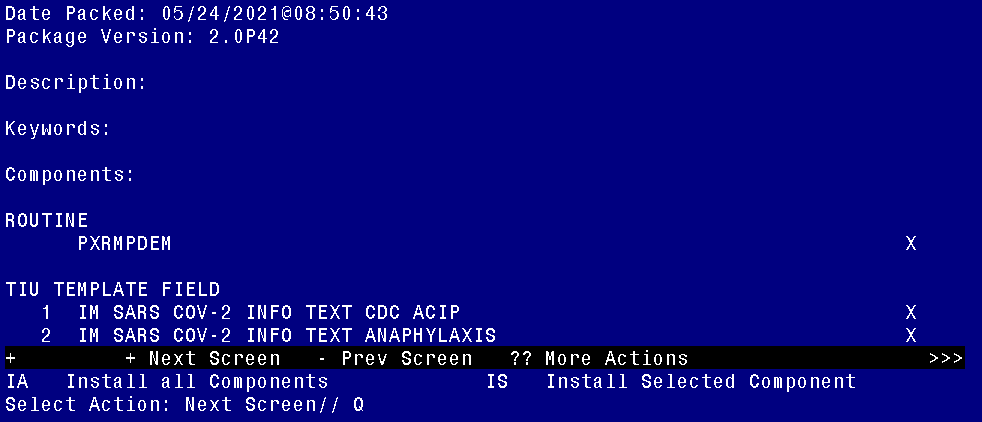 Date Packed: 05/24/2021@08:50:43
Package Version: 2.0P42
Description:
Keywords:
Components:
ROUTINE
PXRMPDEM X
TIU TEMPLATE FIELD
1 IM SARS COV-2 INFO TEXT CDC ACIP X
2 IM SARS COV-2 INFO TEXT ANAPHYLAXIS X
+ + Next Screen - Prev Screen ?? More Actions >>>
IA Install all Components IS Install Selected Component
Select Action: Next Screen// Q